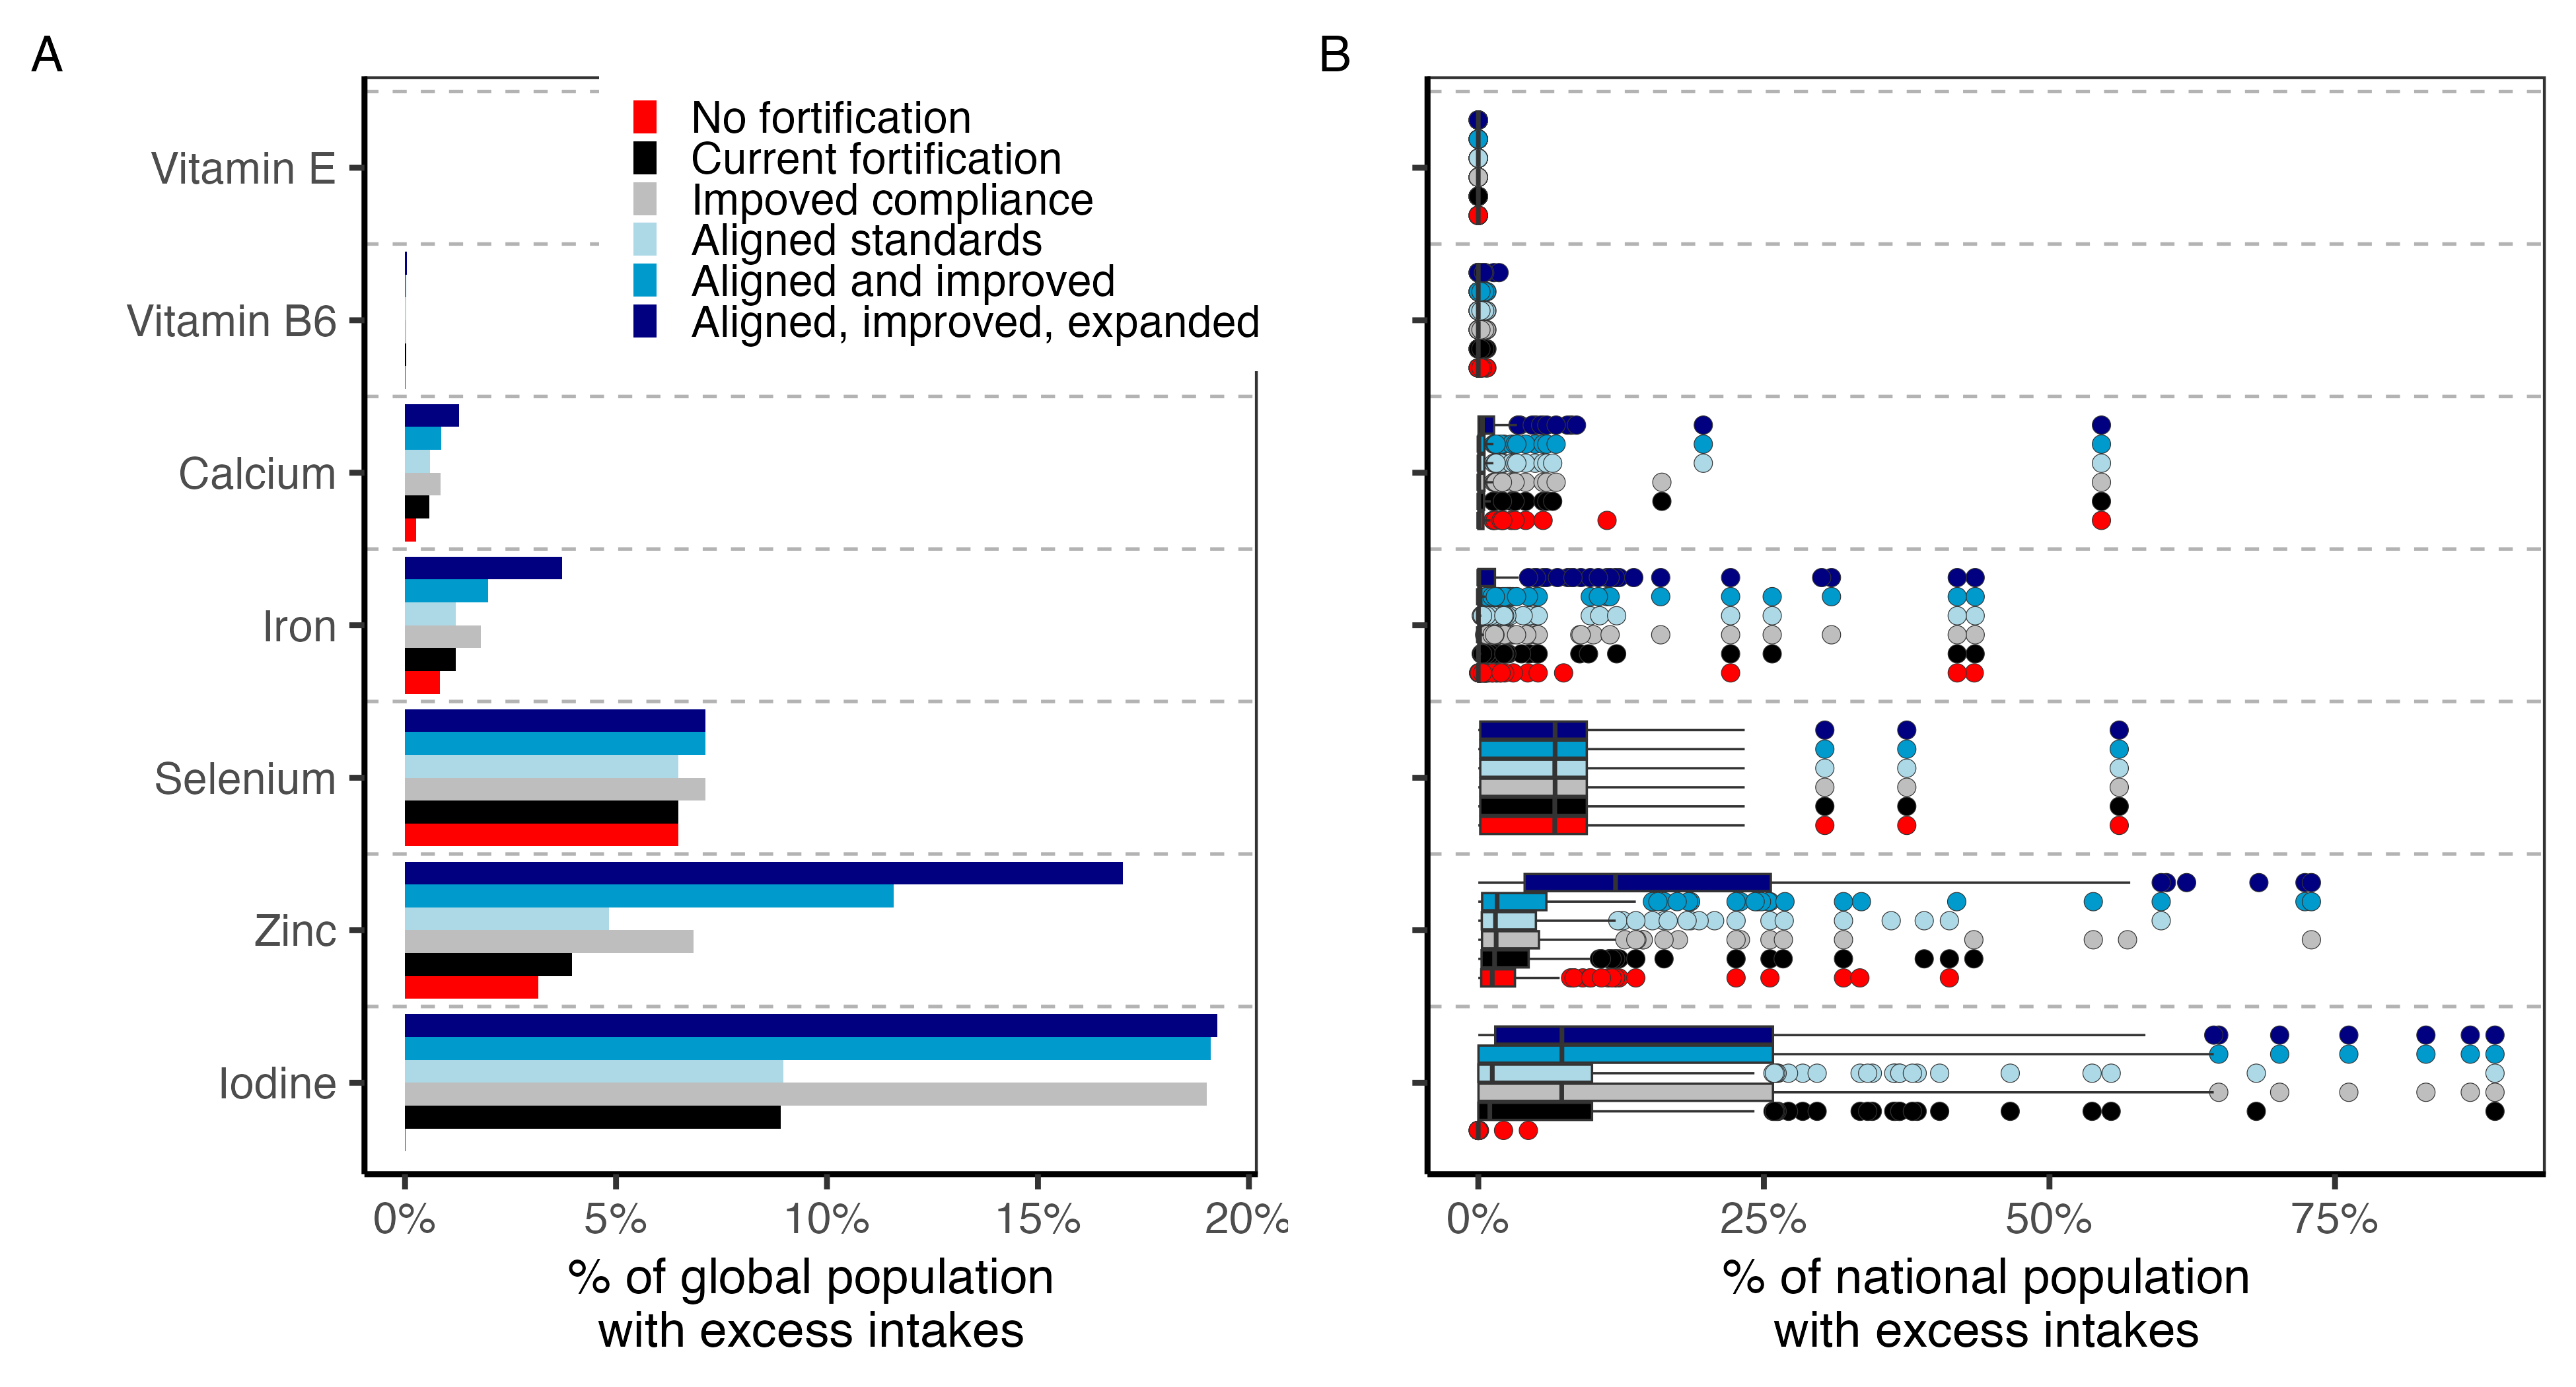 A
No fortification
Current fortification
Impoved compliance
Aligned standards
Aligned and improved
Aligned, improved, expanded
Vitamin E
Vitamin B6
Calcium
Iron
Selenium
Zinc
Iodine
0% 5% 10% 15% 20%
% of global population
with excess intakes
B
0% 25% 50% 75%
% of national population
with excess intakes